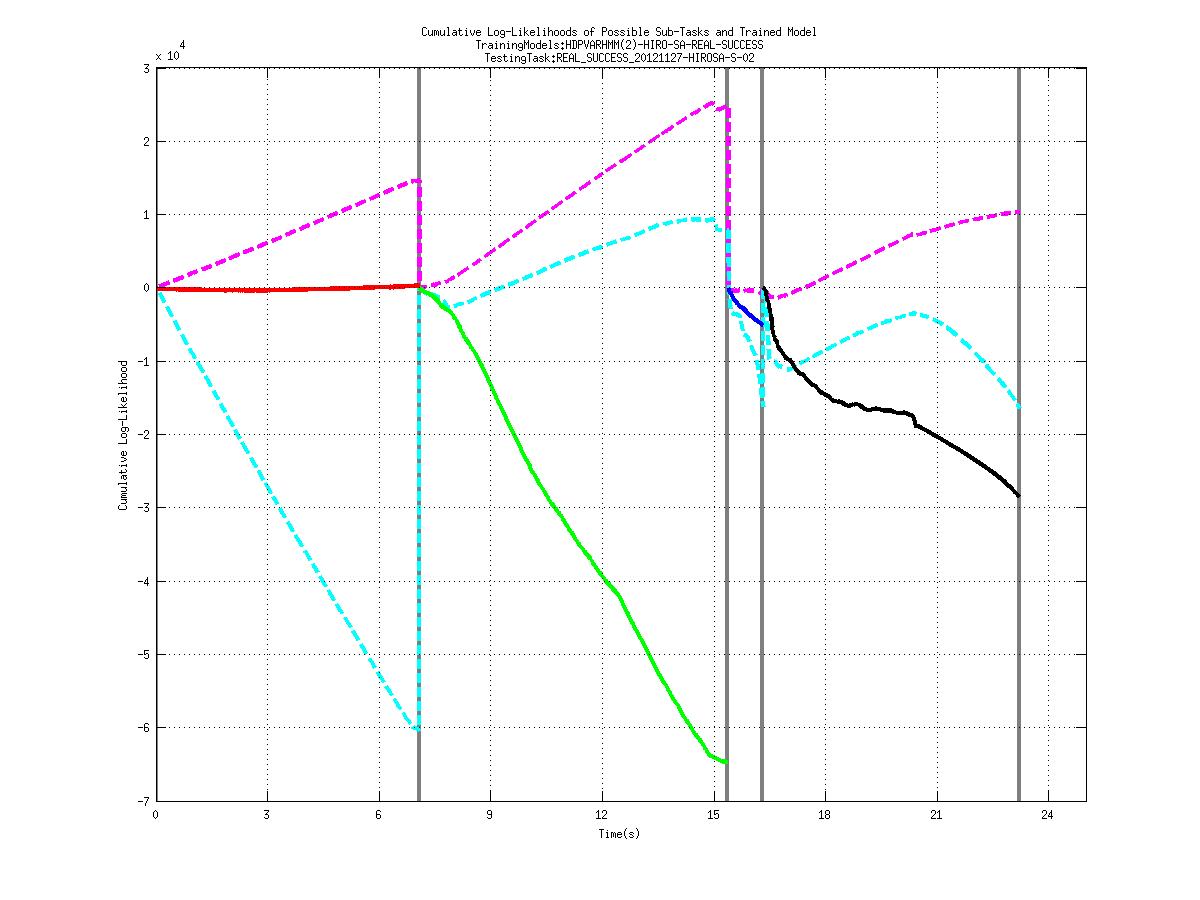 Cumulative Log-Likelihoods of Possible Sub-Tasks and Trained Model
TrainingModels:HDPVARHMM(2)-HIRO-SA-REAL-SUCCESS
TestingTask:REAL_SUCCESS_20121127-HIROSA-S-02
x 10^4
3
2
1
0
-1
-2
-3
-4
-5
-6
-7
Cumulative Log-Likelihood
0 3 6 9 12 15 18 21 24
Time(s)